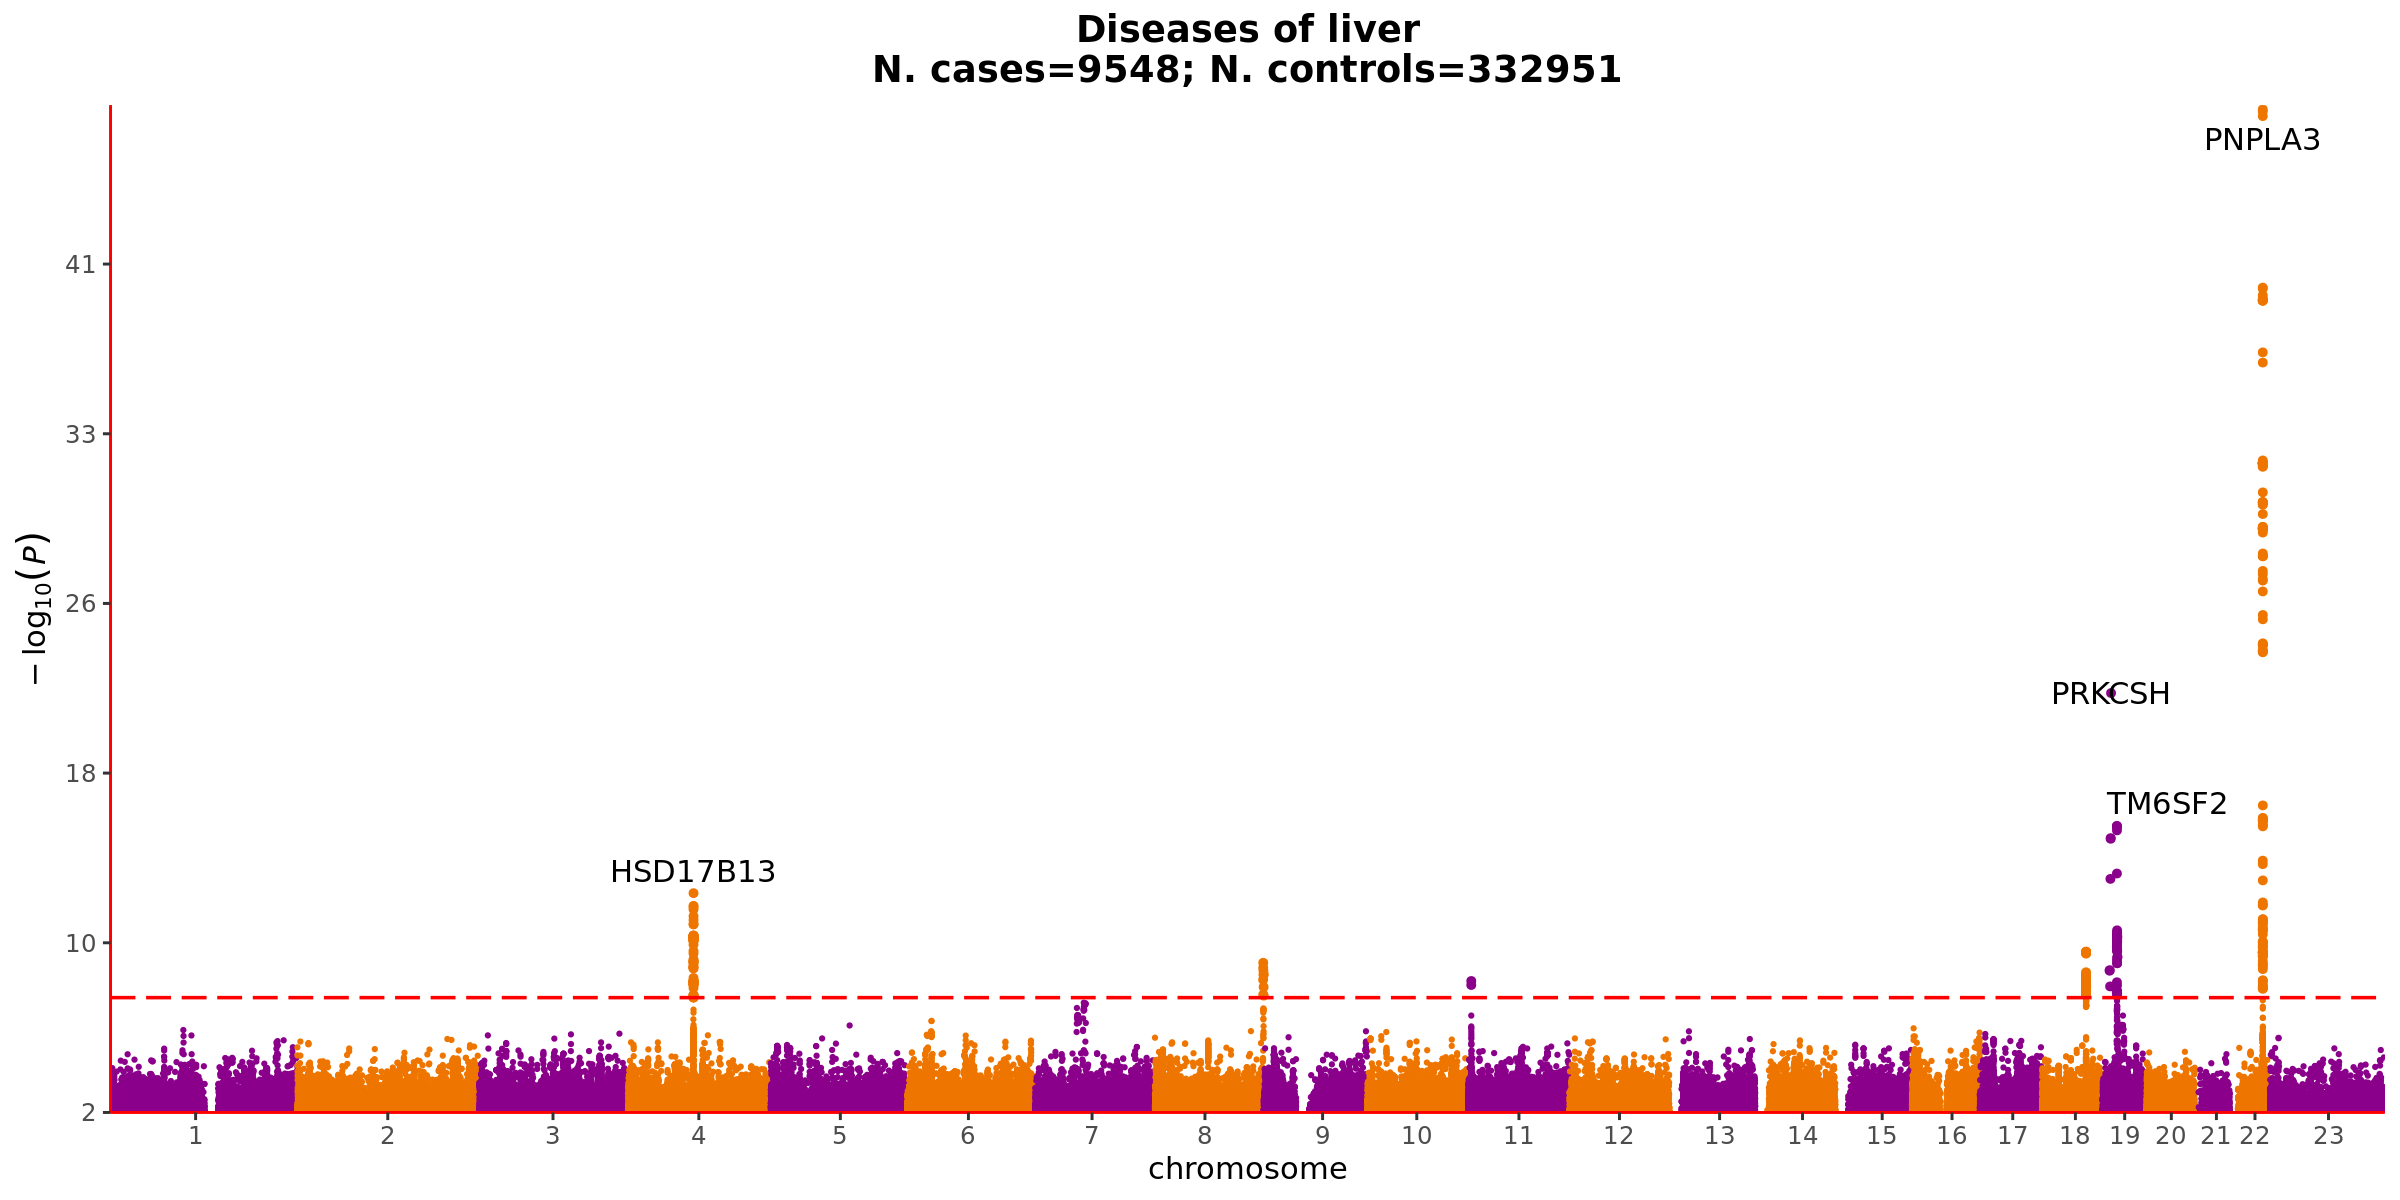 Diseases of liver
N. cases=9548; N. controls=332951
PNPLA3
41
33
26
PRKCSH
18
TM6SF2
HSD17B13
10
2
−log10(P)
1 2 3 4 5 6 7 8 9 10 11 12 13 14 15 16 17 18 19 20 21 22 23
chromosome